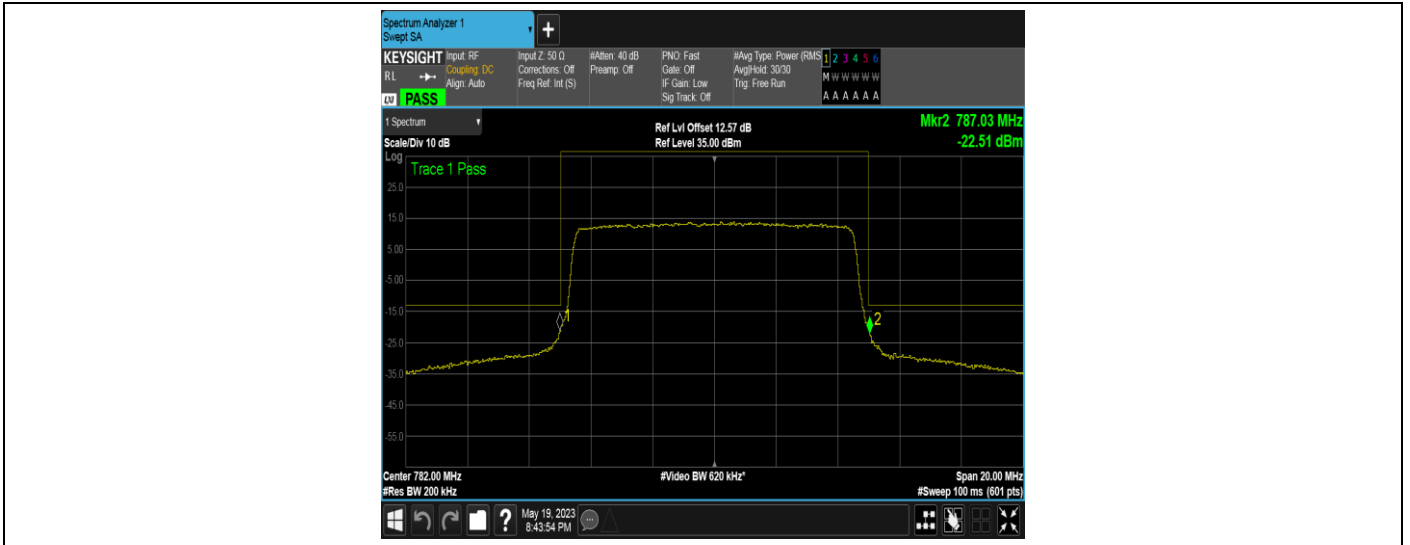 Spectrum Analyzer 1
Swept SA
+
KEYSIGHT
RL
LXI PASS
Input: RF
Coupling: DC
Align: Auto
Input Z: 50 Ω
Corrections: Off
Freq Ref: Int (S)
#Atten: 40 dB
Preamp: Off
PNO: Fast
Gate: Off
IF Gain: Low
Sig Track: Off
#Avg Type: Power (RMS
Avg|Hold: 30/30
Trig: Free Run
1 2 3 4 5 6
M W W W W W
A A A A A A
1 Spectrum
Scale/Div 10 dB
Ref Lvl Offset 12.57 dB
Ref Level 35.00 dBm
Mkr2 787.03 MHz
-22.51 dBm
Log
Trace 1 Pass
25.0
15.0
5.00
-5.00
-15.0
-25.0
-35.0
-45.0
-55.0
1
2
Center 782.00 MHz
#Res BW 200 kHz
#Video BW 620 kHz*
Span 20.00 MHz
#Sweep 100 ms (601 pts)
?
May 19, 2023
8:43:54 PM